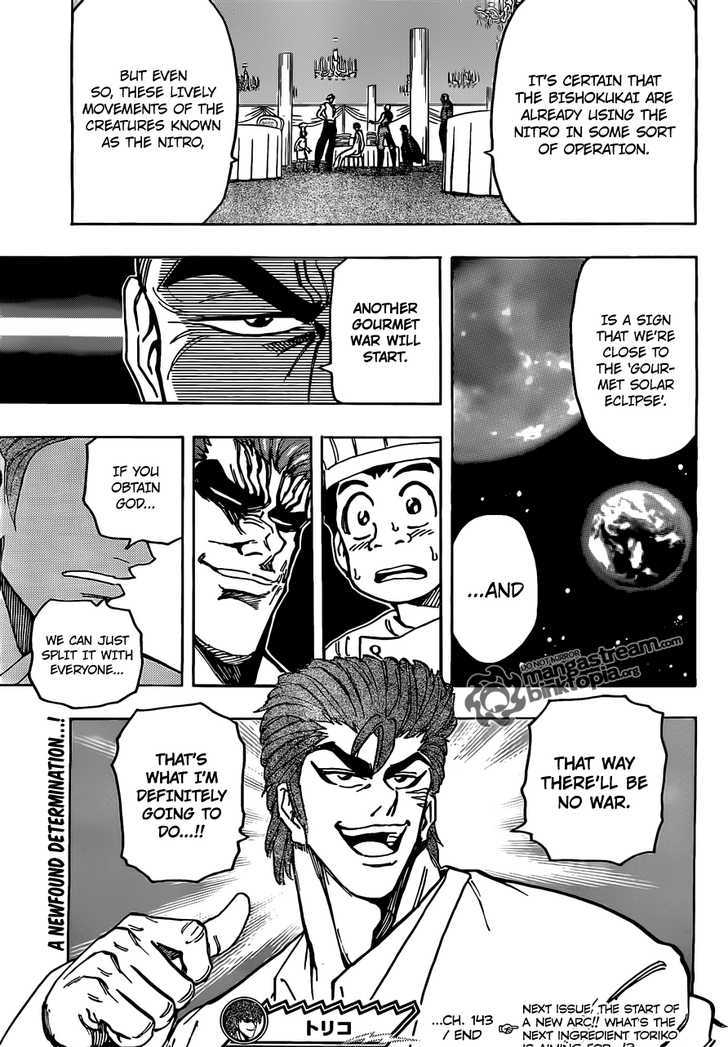 IT'S CERTAIN THAT
THE BISHOKUKAI ARE
ALREADY USING THE
NITRO IN SOME SORT
OF OPERATION.
BUT EVEN
SO, THESE LIVELY
MOVEMENTS OF THE
CREATURES KNOWN
AS THE NITRO,
IS A SIGN
THAT WE'RE
CLOSE TO
THE 'GOUR-
MET SOLAR
ECLIPSE'.
...AND
ANOTHER
GOURMET
WAR WILL
START.
IF YOU
OBTAIN
GOD...
WE CAN JUST
SPLIT IT WITH
EVERYONE...
DO NOT MIRROR
mangastream.com
binktopia.org
THAT WAY
THERE'LL BE
NO WAR.
THAT'S
WHAT I'M
DEFINITELY
GOING TO
DO...!!
A NEWFOUND DETERMINATION...!
トリコ
...CH. 143
/ END
NEXT ISSUE, THE START OF
A NEW ARC!! WHAT'S THE
NEXT INGREDIENT TORIKO